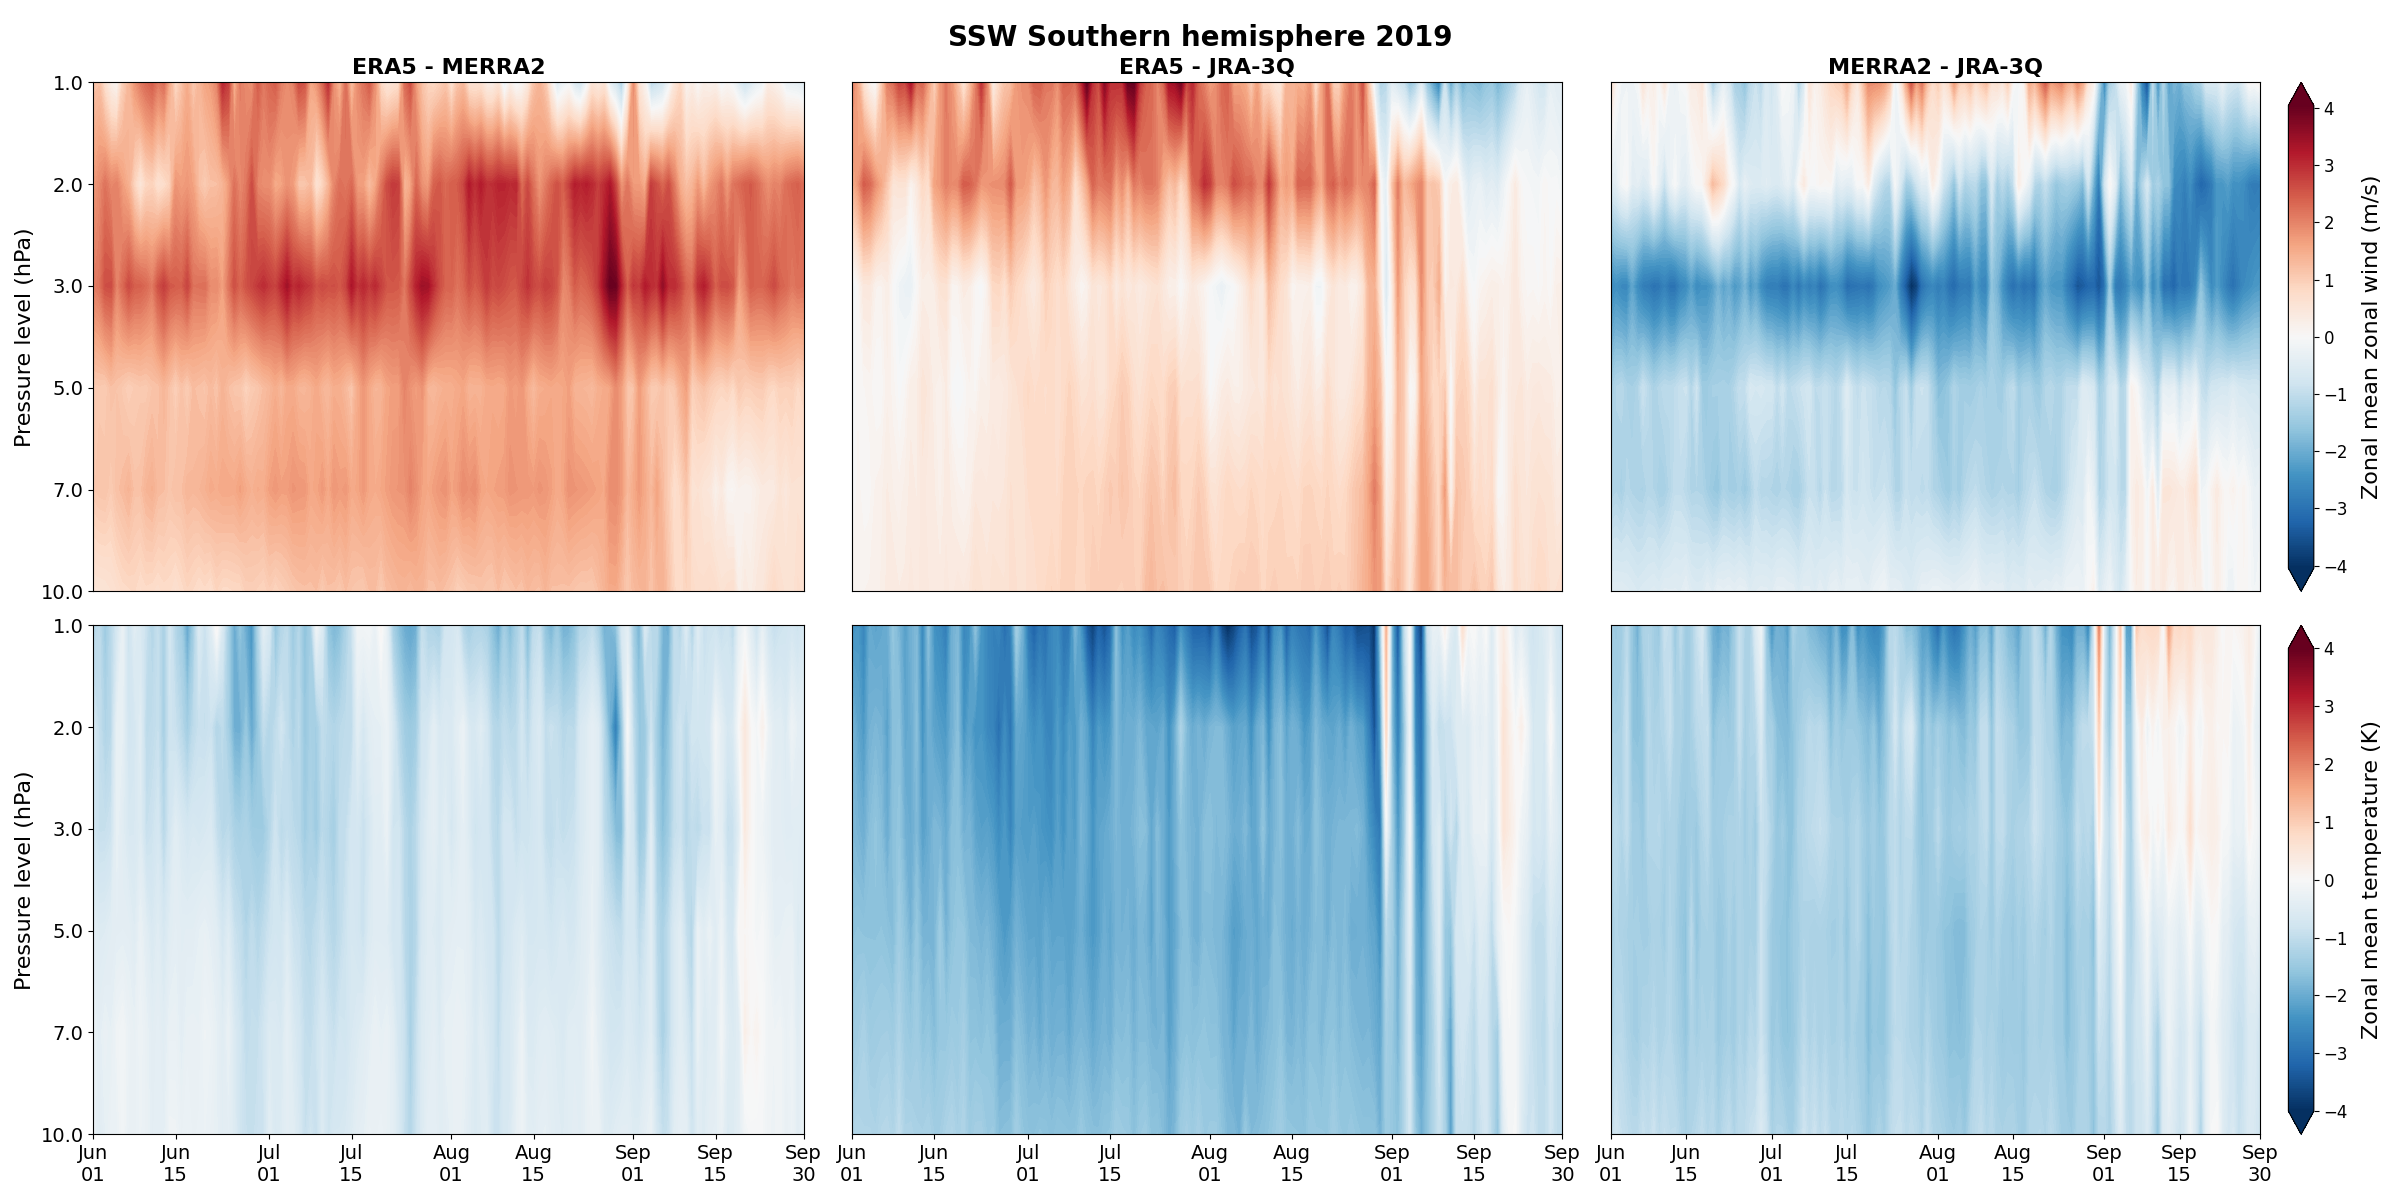 SSW Southern hemisphere 2019
ERA5 - MERRA2
ERA5 - JRA-3Q
MERRA2 - JRA-3Q
Pressure level (hPa)
1.0
2.0
3.0
5.0
7.0
10.0
4
3
2
1
0
−1
−2
−3
−4
Zonal mean zonal wind (m/s)
Pressure level (hPa)
1.0
2.0
3.0
5.0
7.0
10.0
4
3
2
1
0
−1
−2
−3
−4
Zonal mean temperature (K)
Jun 01
Jun 15
Jul 01
Jul 15
Aug 01
Aug 15
Sep 01
Sep 15
Sep 30
Jun 01
Jun 15
Jul 01
Jul 15
Aug 01
Aug 15
Sep 01
Sep 15
Sep 30
Jun 01
Jun 15
Jul 01
Jul 15
Aug 01
Aug 15
Sep 01
Sep 15
Sep 30